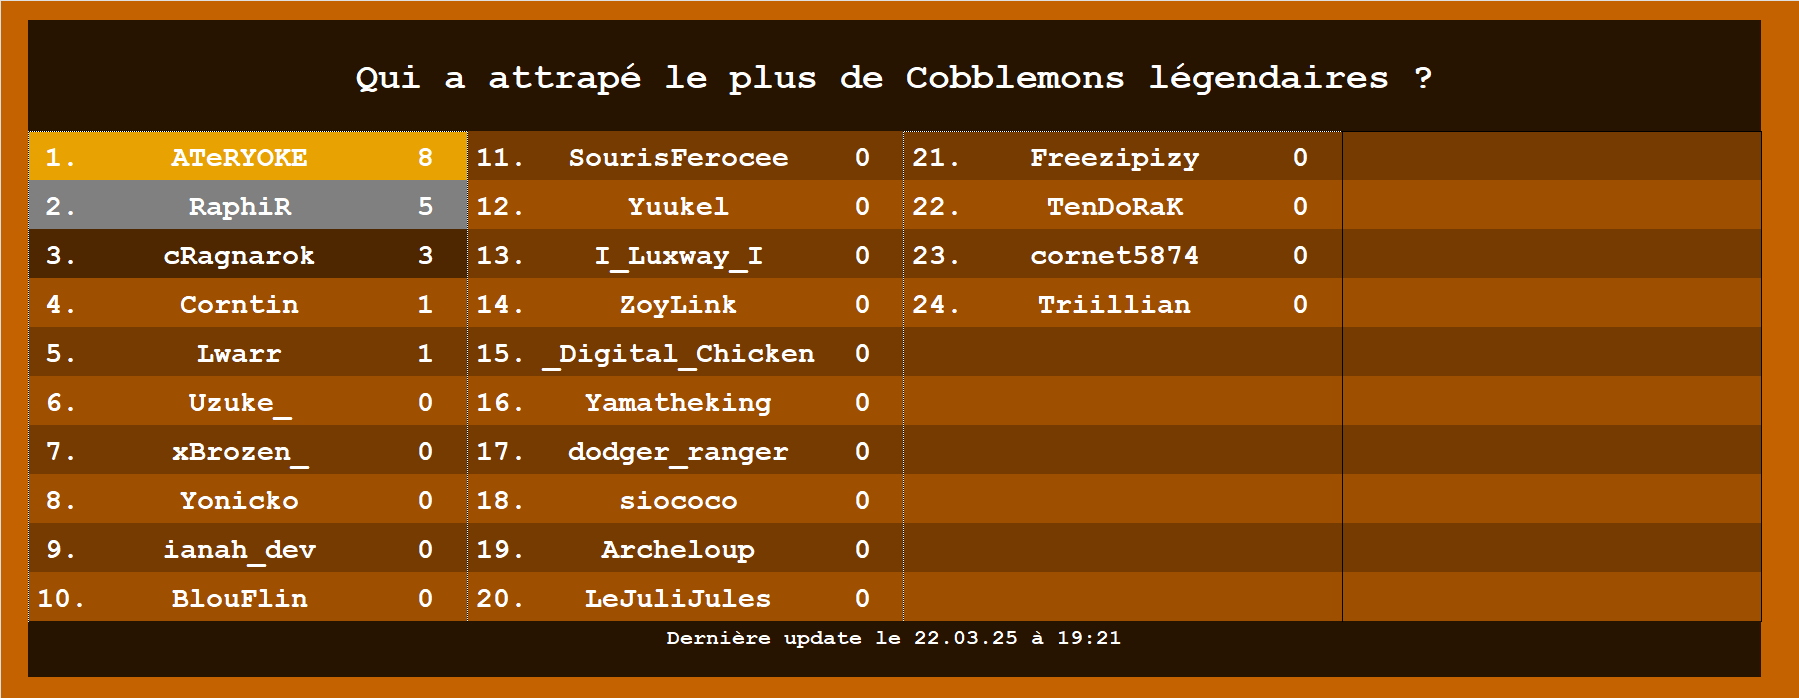 Qui a attrapé le plus de Cobblemons légendaires ?
1. ATeRYOKE 8
2. RaphiR 5
3. cRagnarok 3
4. Corntin 1
5. Lwarr 1
6. Uzuke_ 0
7. xBrozen_ 0
8. Yonicko 0
9. ianah_dev 0
10. BlouFlin 0
11. SourisFerocee 0
12. Yuukel 0
13. I_Luxway_I 0
14. ZoyLink 0
15. _Digital_Chicken 0
16. Yamatheking 0
17. dodger_ranger 0
18. siococo 0
19. Archeloup 0
20. LeJuliJules 0
21. Freezipizy 0
22. TenDoRaK 0
23. cornet5874 0
24. Triillian 0
Dernière update le 22.03.25 à 19:21